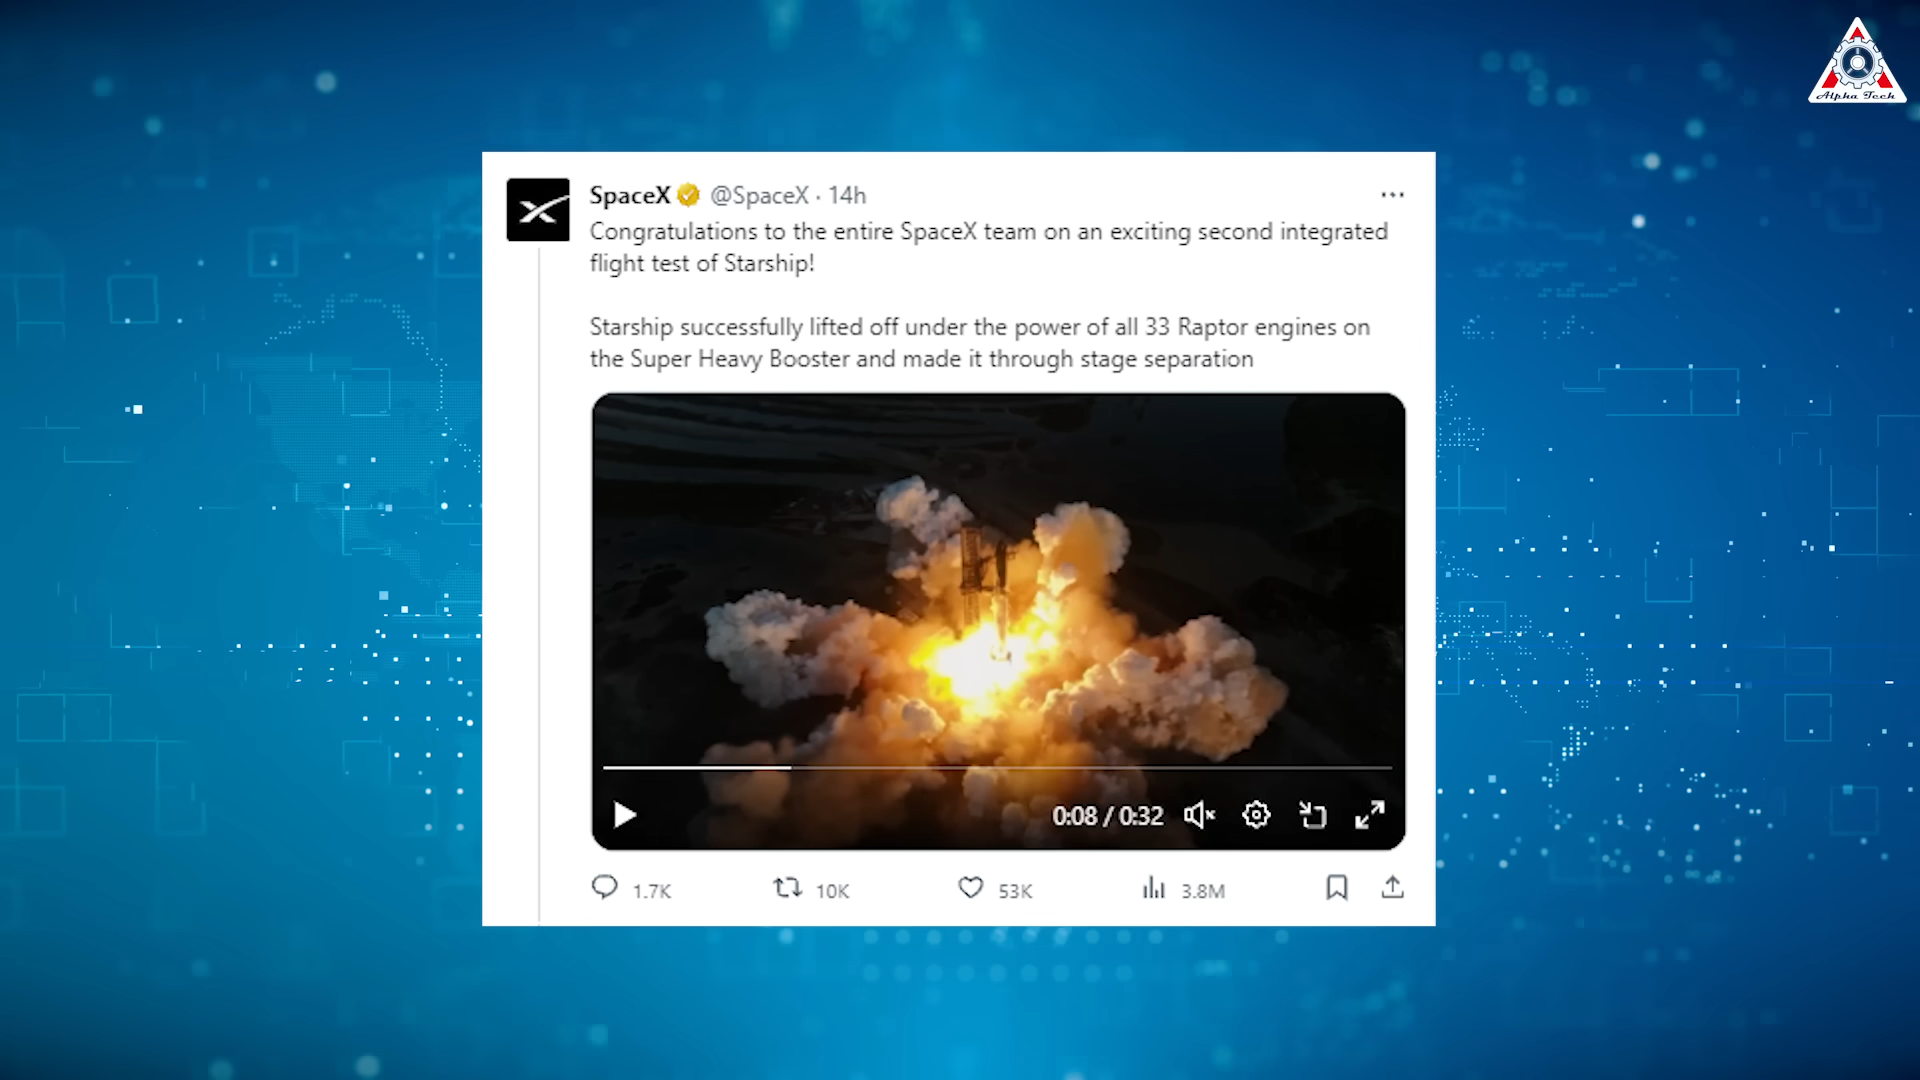 Alpha Tech
SpaceX @SpaceX · 14h
Congratulations to the entire SpaceX team on an exciting second integrated
flight test of Starship!
Starship successfully lifted off under the power of all 33 Raptor engines on
the Super Heavy Booster and made it through stage separation
0:08 / 0:32
1.7K 10K 53K 3.8M